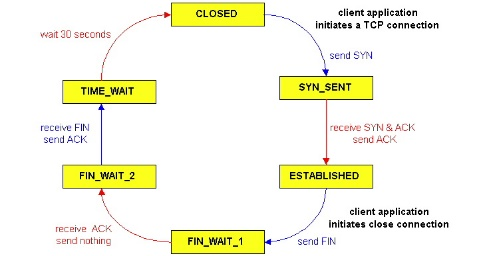 CLOSED
client application
initiates a TCP connection
wait 30 seconds
send SYN
TIME_WAIT
SYN_SENT
receive FIN
send ACK
receive SYN & ACK
send ACK
FIN_WAIT_2
ESTABLISHED
client application
initiates close connection
receive ACK
send nothing
FIN_WAIT_1
send FIN